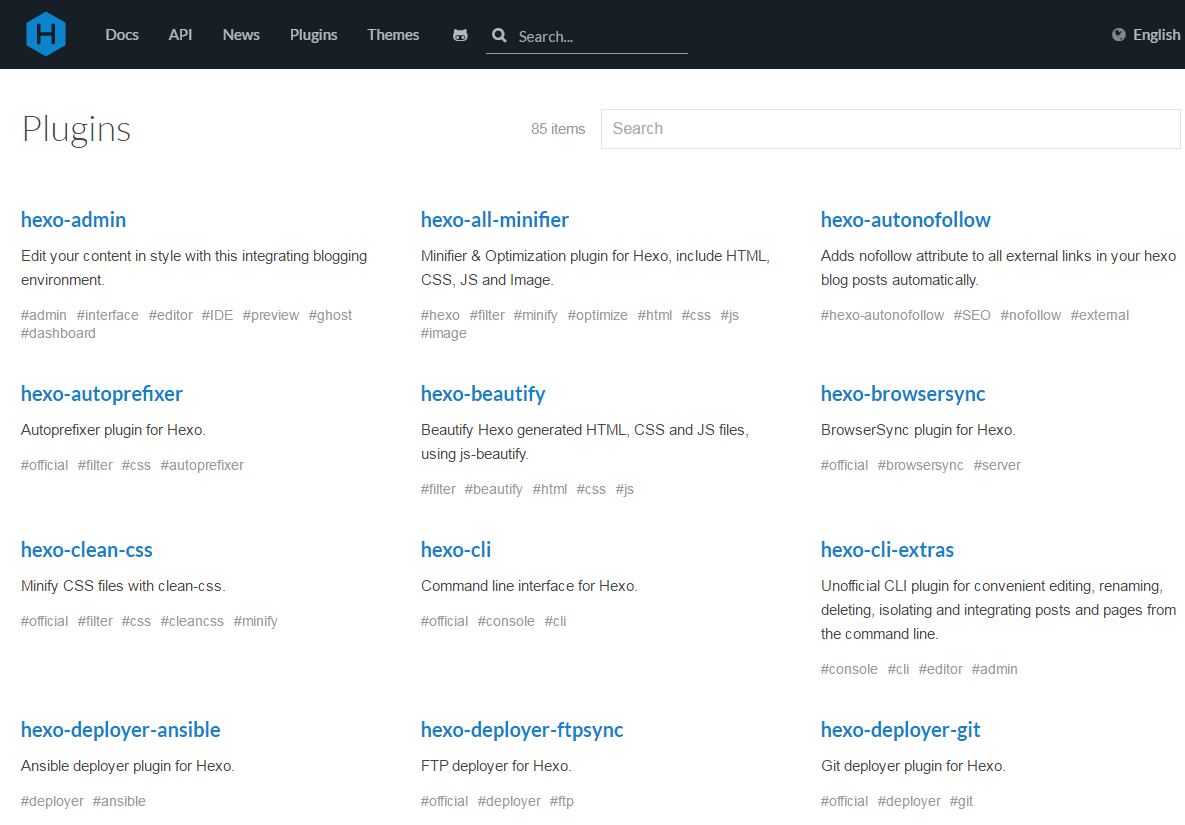 H Docs API News Plugins Themes Search... English
Plugins 85 items Search
hexo-admin
Edit your content in style with this integrating blogging
environment.
#admin #interface #editor #IDE #preview #ghost
#dashboard
hexo-all-minifier
Minifier & Optimization plugin for Hexo, include HTML,
CSS, JS and Image.
#hexo #filter #minify #optimize #html #css #js
#image
hexo-autonofollow
Adds nofollow attribute to all external links in your hexo
blog posts automatically.
#hexo-autonofollow #SEO #nofollow #external
hexo-autoprefixer
Autoprefixer plugin for Hexo.
#official #filter #css #autoprefixer
hexo-beautify
Beautify Hexo generated HTML, CSS and JS files,
using js-beautify.
#filter #beautify #html #css #js
hexo-browsersync
BrowserSync plugin for Hexo.
#official #browsersync #server
hexo-clean-css
Minify CSS files with clean-css.
#official #filter #css #cleancss #minify
hexo-cli
Command line interface for Hexo.
#official #console #cli
hexo-cli-extras
Unofficial CLI plugin for convenient editing, renaming,
deleting, isolating and integrating posts and pages from
the command line.
#console #cli #editor #admin
hexo-deployer-ansible
Ansible deployer plugin for Hexo.
#deployer #ansible
hexo-deployer-ftpsync
FTP deployer for Hexo.
#official #deployer #ftp
hexo-deployer-git
Git deployer plugin for Hexo.
#official #deployer #git